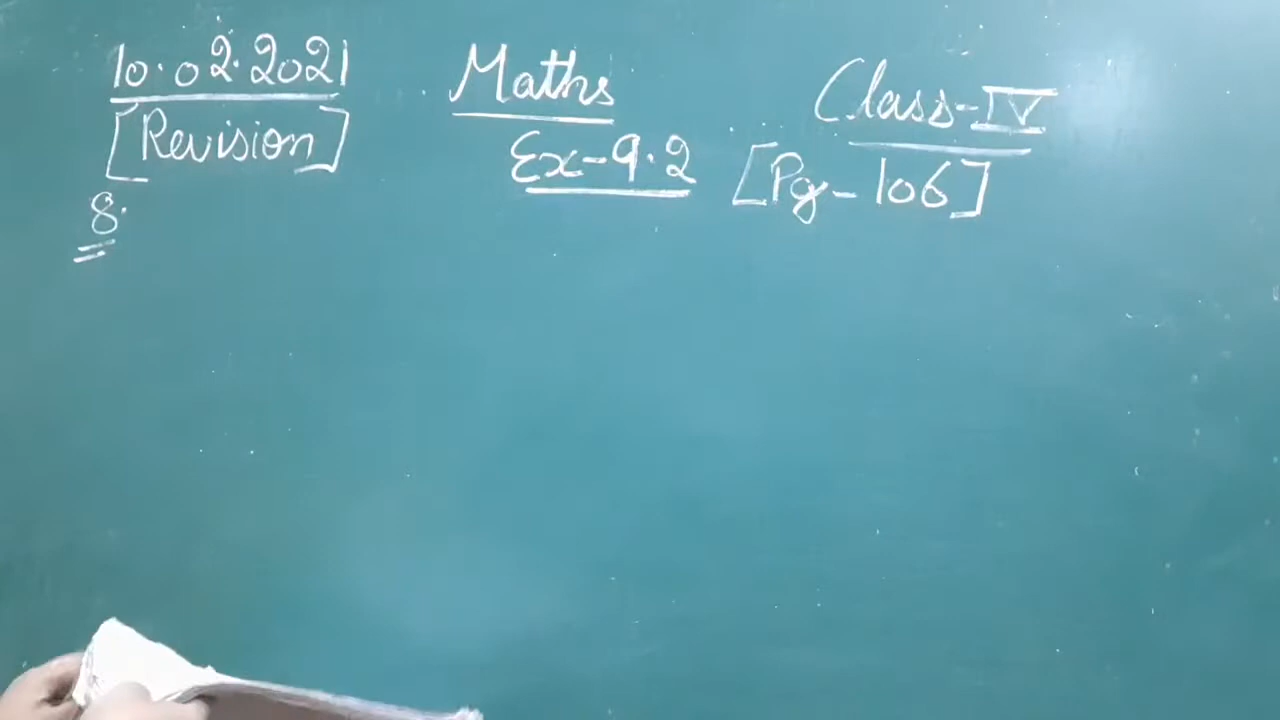 10.02.2021 Maths Class-IV
[Revision] Ex-9.2 [Pg-106]
8.